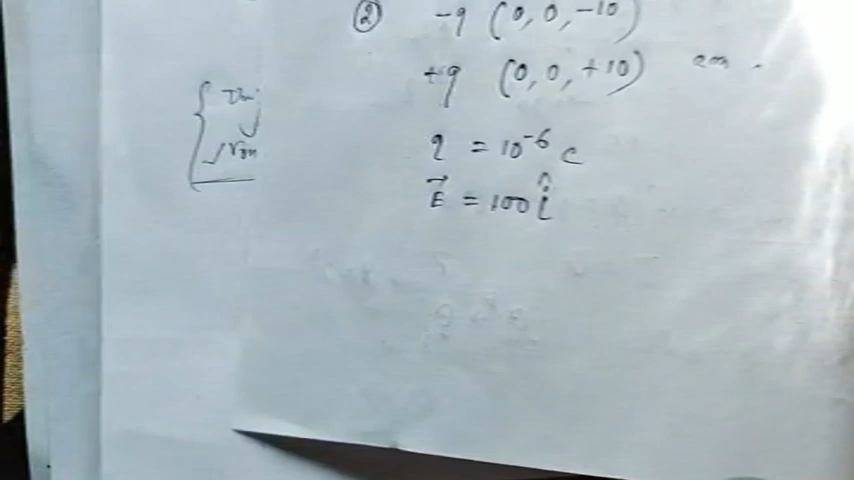 ② -q (0, 0, -10)
+q (0, 0, +10) cm.
q = 10⁻⁶ c
E⃗ = 100 î